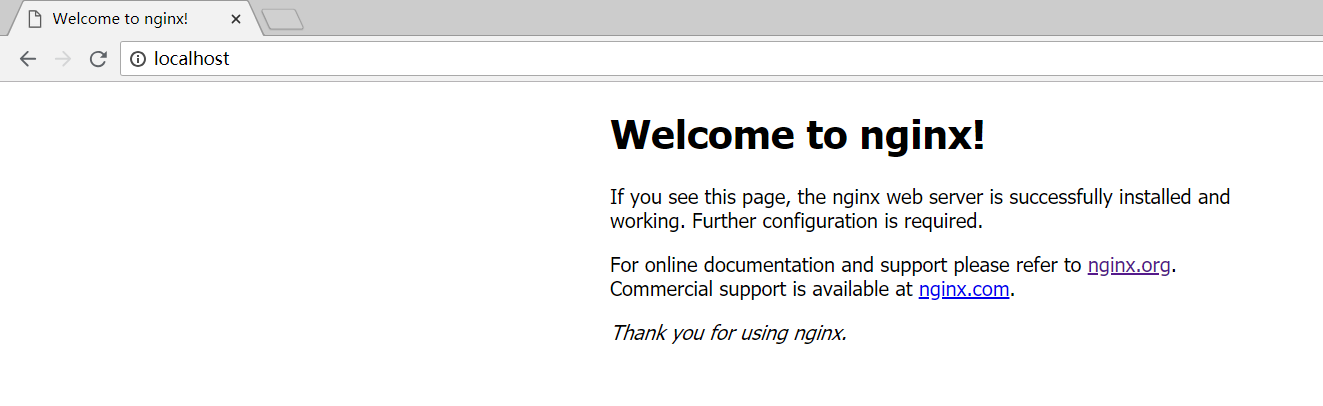 Welcome to nginx!
localhost
Welcome to nginx!
If you see this page, the nginx web server is successfully installed and
working. Further configuration is required.
For online documentation and support please refer to nginx.org.
Commercial support is available at nginx.com.
Thank you for using nginx.